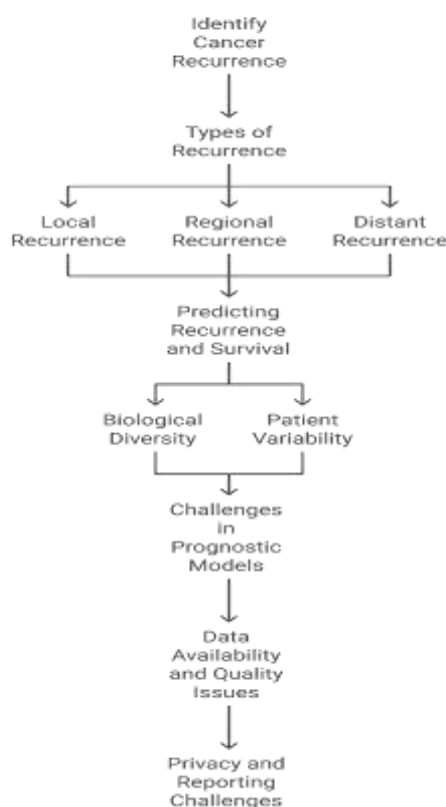 Identify
Cancer
Recurrence
Types of
Recurrence
Local
Recurrence
Regional
Recurrence
Distant
Recurrence
Predicting
Recurrence
and Survival
Biological
Diversity
Patient
Variability
Challenges
in
Prognostic
Models
Data
Availability
and Quality
Issues
Privacy and
Reporting
Challenges